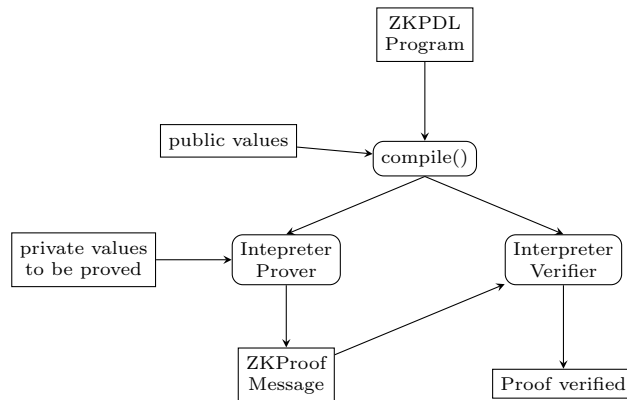 ZKPDL
Program
public values
compile()
private values
to be proved
Intepreter
Prover
Interpreter
Verifier
ZKProof
Message
Proof verified